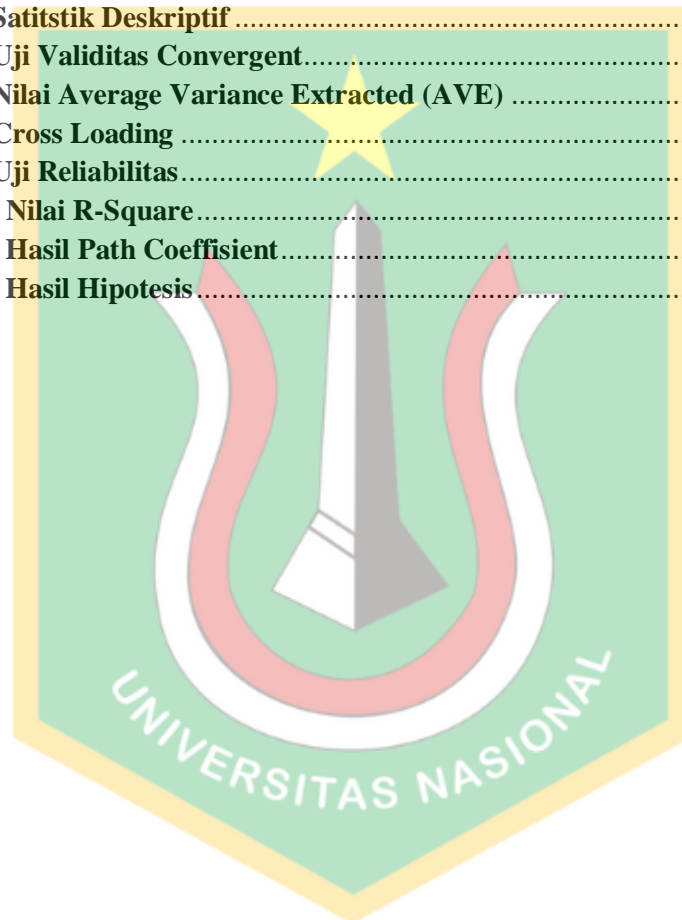 Satitstik Deskriptif ........................................................................
Uji Validitas Convergent........................................................................
Nilai Average Variance Extracted (AVE) ........................................................................
Cross Loading ........................................................................
Uji Reliabilitas........................................................................
Nilai R-Square........................................................................
Hasil Path Coeffisient........................................................................
Hasil Hipotesis........................................................................
UNIVERSITAS NASIONAL